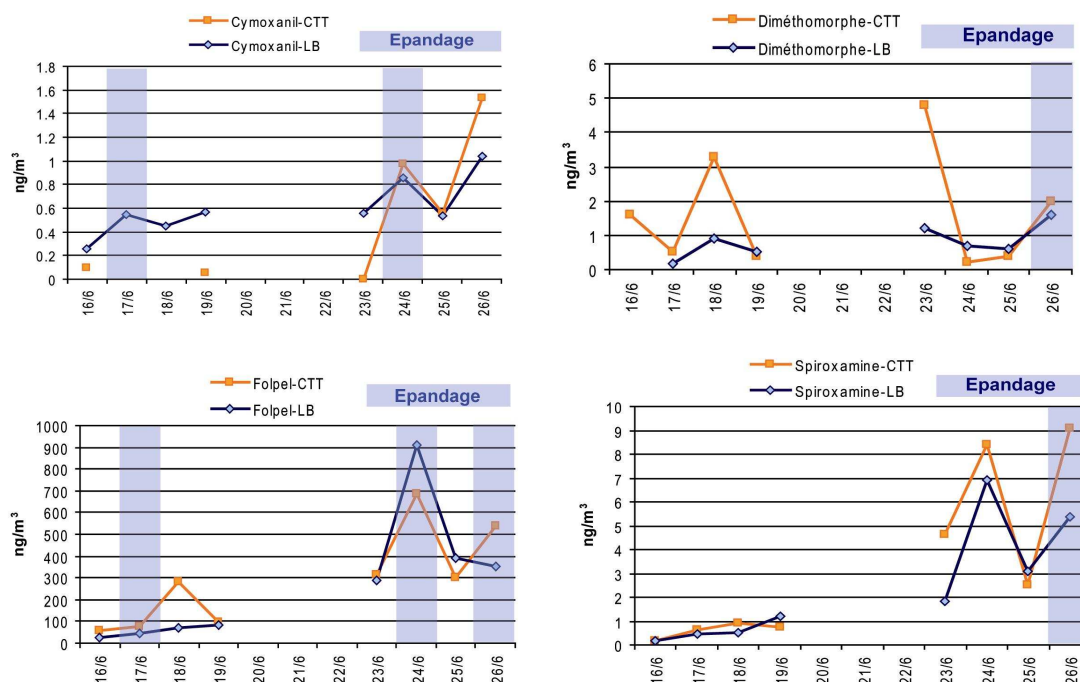 Cymoxanil-CTT
Cymoxanil-LB
Epandage
1.8
1.6
1.4
1.2
1
0.8
0.6
0.4
0.2
0
ng/m³
16/6 17/6 18/6 19/6 20/6 21/6 22/6 23/6 24/6 25/6 26/6
Diméthomorphe-CTT
Diméthomorphe-LB
Epandage
6
5
4
3
2
1
0
ng/m³
16/6 17/6 18/6 19/6 20/6 21/6 22/6 23/6 24/6 25/6 26/6
Folpel-CTT
Folpel-LB
Epandage
1000
900
800
700
600
500
400
300
200
100
0
ng/m³
16/6 17/6 18/6 19/6 20/6 21/6 22/6 23/6 24/6 25/6 26/6
Spiroxamine-CTT
Spiroxamine-LB
Epandage
10
9
8
7
6
5
4
3
2
1
0
ng/m³
16/6 17/6 18/6 19/6 20/6 21/6 22/6 23/6 24/6 25/6 26/6